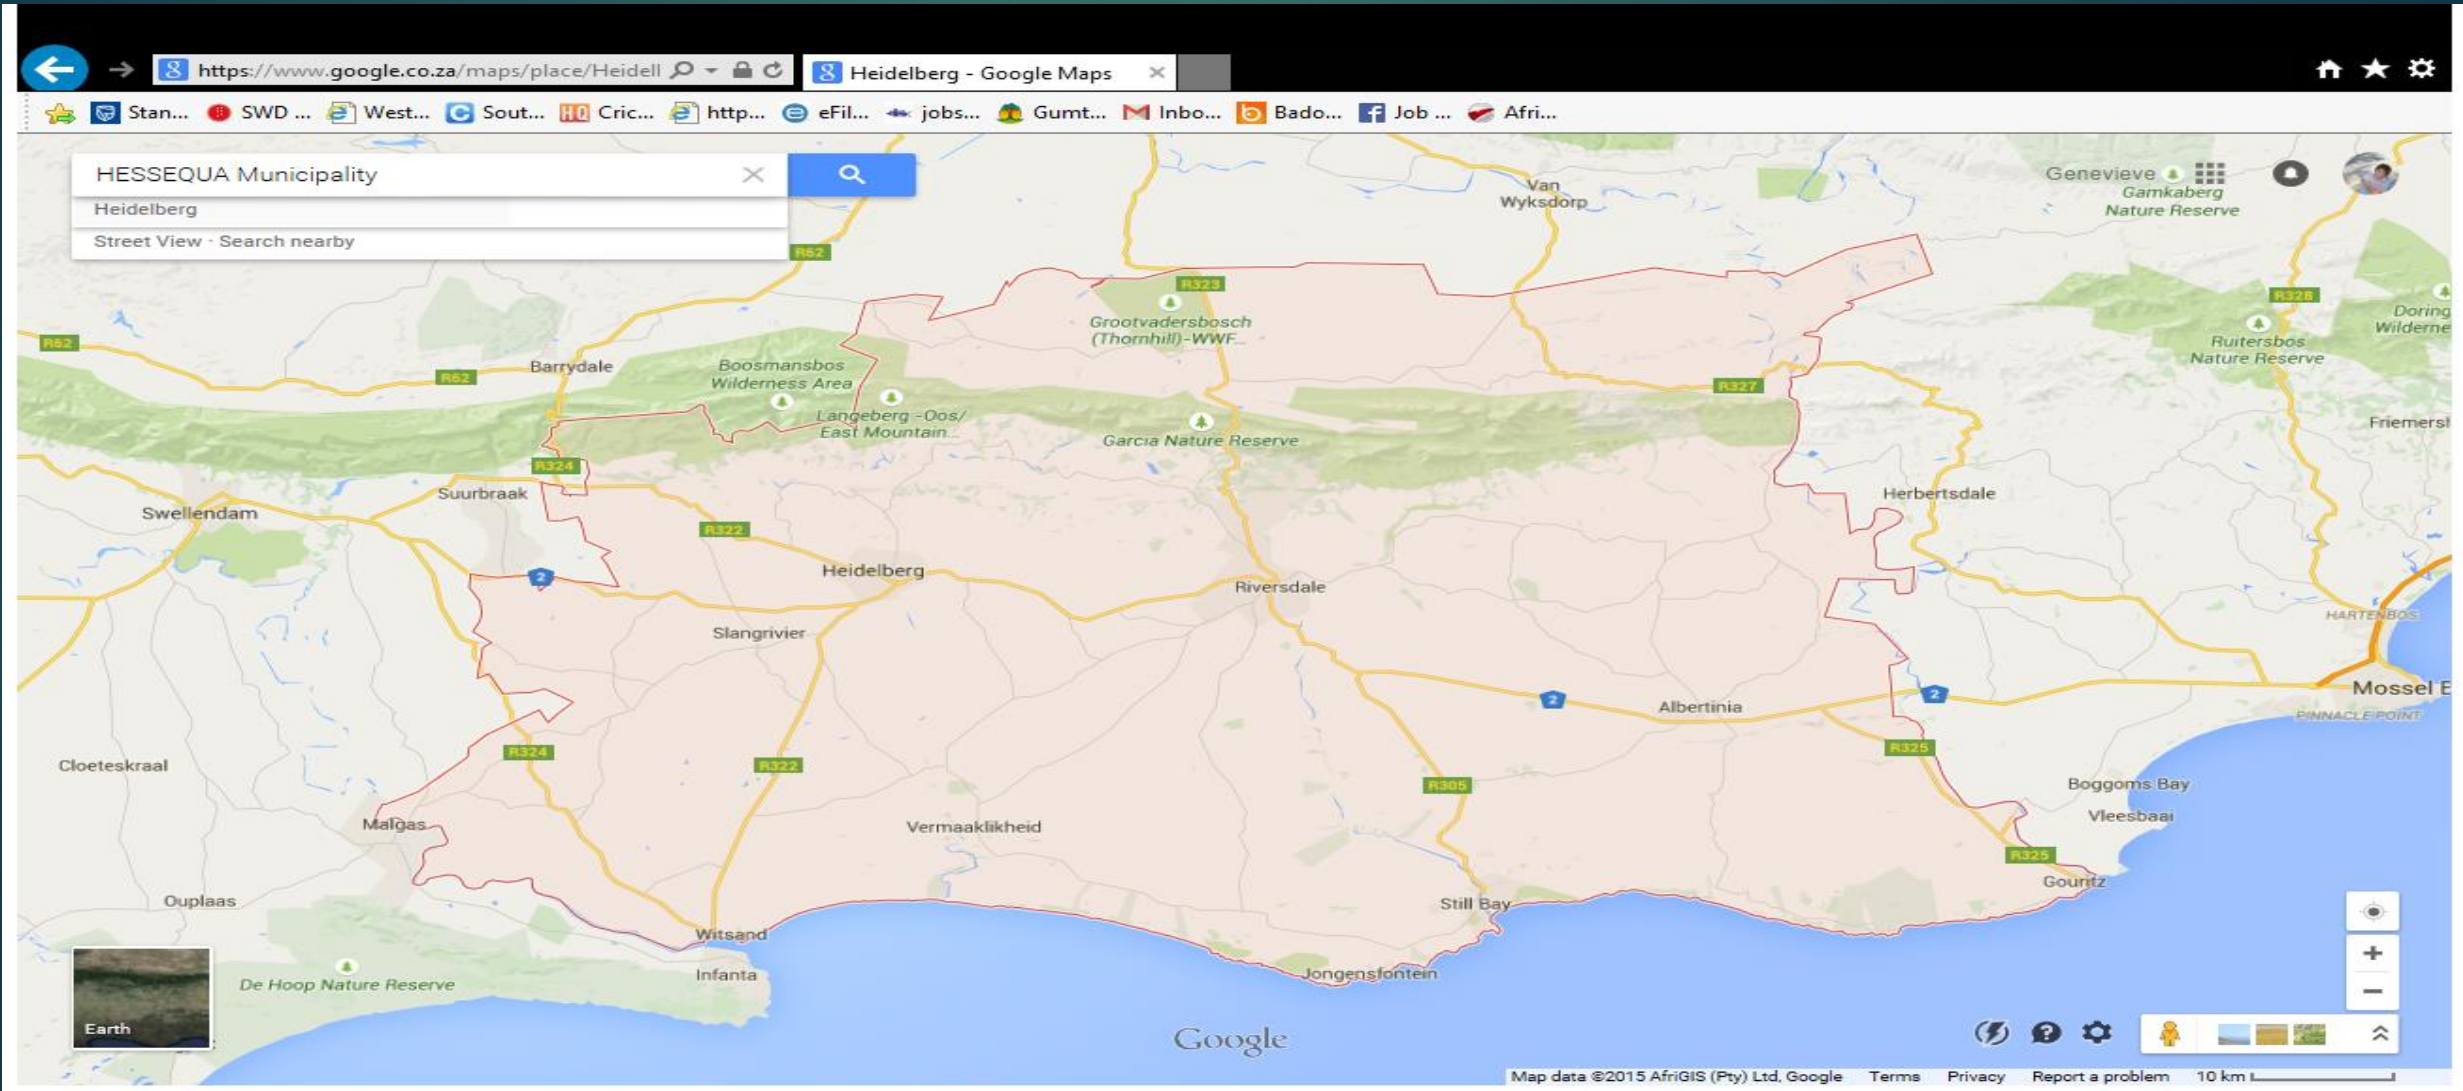 https://www.google.co.za/maps/place/Heidell
Heidelberg - Google Maps
Stan... SWD ... West... Sout... Cric... http... eFil... jobs... Gumt... Inbo... Bado... Job ... Afri...
HESSEQUA Municipality
Heidelberg
Street View · Search nearby
Genevieve
Gamkaberg
Nature Reserve
Van
Wyksdorp
R62
R323
R328
Doring
Wilderne
Grootvadersbosch
(Thornhill)-WWF...
R62
Ruitersbos
Nature Reserve
Barrydale
R62
Boosmansbos
Wilderness Area
R327
Langeberg -Oos/
East Mountain...
Garcia Nature Reserve
Friemersl
R324
Suurbraak
Herbertsdale
Swellendam
R322
2
Heidelberg
Riversdale
HARTENBOS
Slangrivier
2
2
Mossel E
Albertinia
PINNACLE POINT
R324
R322
R325
Cloeteskraal
R305
Boggoms Bay
Malgas
Vermaaklikheid
Vleesbaai
R325
Gouritz
Ouplaas
Still Bay
Witsand
Infanta
Jongensfontein
De Hoop Nature Reserve
Earth
Google
Map data ©2015 AfriGIS (Pty) Ltd, Google Terms Privacy Report a problem 10 km